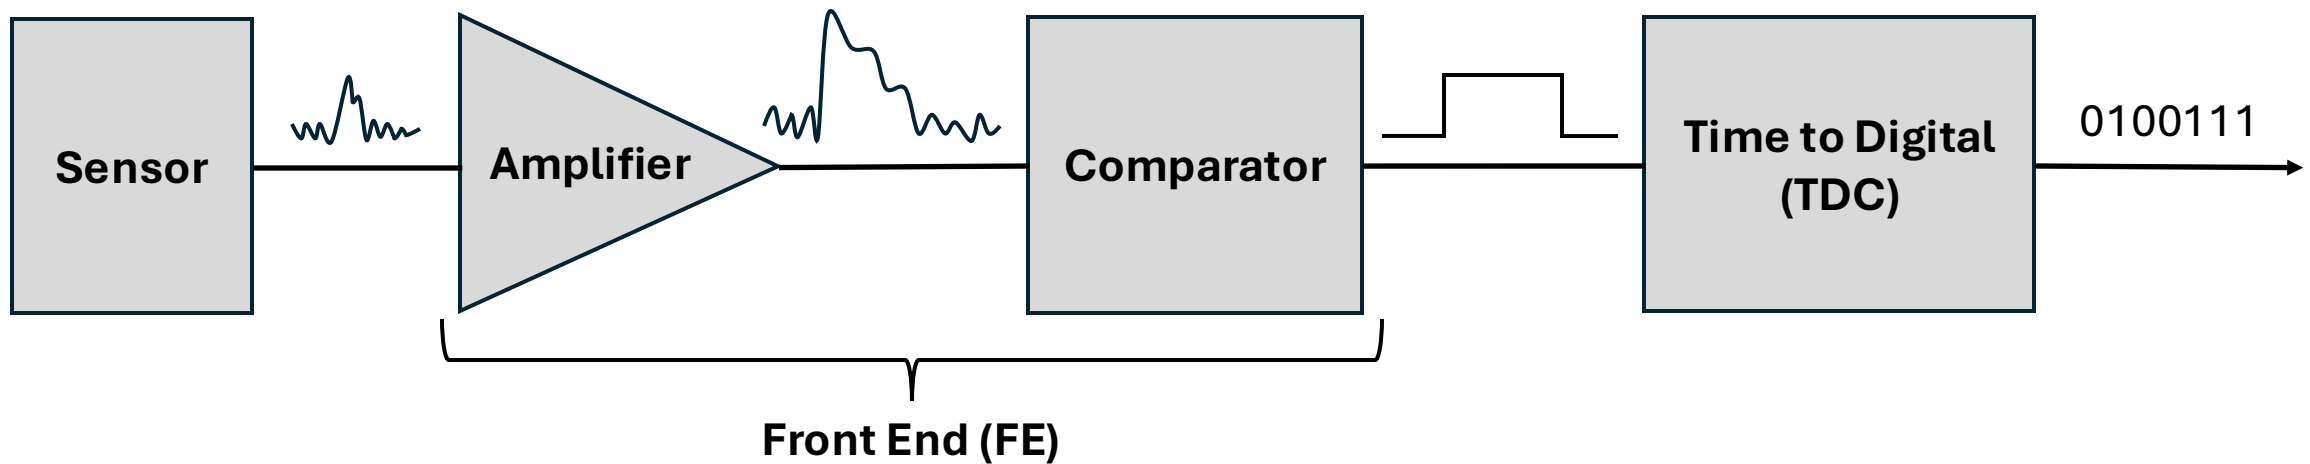 Sensor
Amplifier
Comparator
Time to Digital
(TDC)
0100111
Front End (FE)